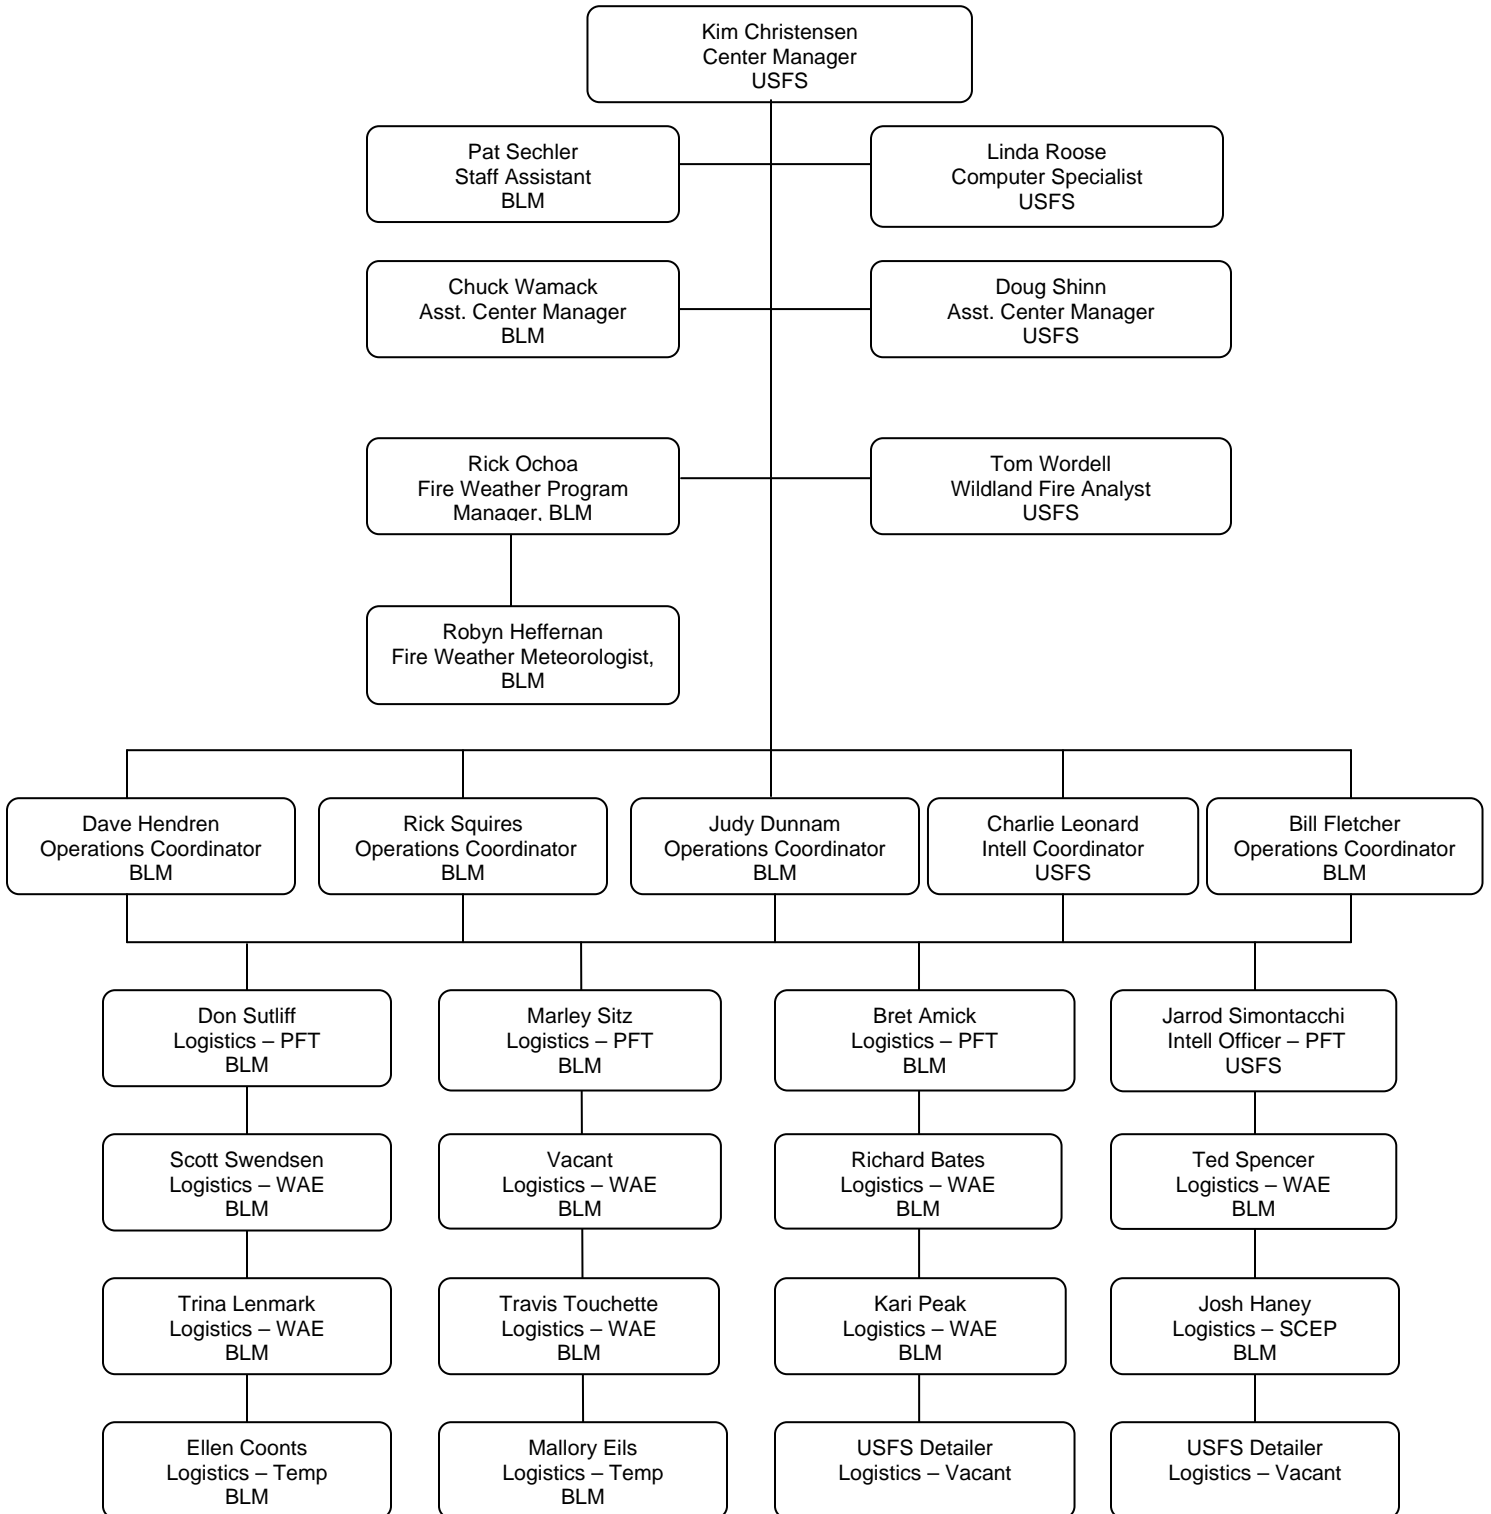 Kim Christensen
Center Manager
USFS
Pat Sechler
Staff Assistant
BLM
Linda Roose
Computer Specialist
USFS
Chuck Wamack
Asst. Center Manager
BLM
Doug Shinn
Asst. Center Manager
USFS
Rick Ochoa
Fire Weather Program
Manager, BLM
Tom Wordell
Wildland Fire Analyst
USFS
Robyn Heffernan
Fire Weather Meteorologist,
BLM
Dave Hendren
Operations Coordinator
BLM
Rick Squires
Operations Coordinator
BLM
Judy Dunnam
Operations Coordinator
BLM
Charlie Leonard
Intell Coordinator
USFS
Bill Fletcher
Operations Coordinator
BLM
Don Sutliff
Logistics – PFT
BLM
Marley Sitz
Logistics – PFT
BLM
Bret Amick
Logistics – PFT
BLM
Jarrod Simontacchi
Intell Officer – PFT
USFS
Scott Swendsen
Logistics – WAE
BLM
Vacant
Logistics – WAE
BLM
Richard Bates
Logistics – WAE
BLM
Ted Spencer
Logistics – WAE
BLM
Trina Lenmark
Logistics – WAE
BLM
Travis Touchette
Logistics – WAE
BLM
Kari Peak
Logistics – WAE
BLM
Josh Haney
Logistics – SCEP
BLM
Ellen Coonts
Logistics – Temp
BLM
Mallory Eils
Logistics – Temp
BLM
USFS Detailer
Logistics – Vacant
USFS Detailer
Logistics – Vacant